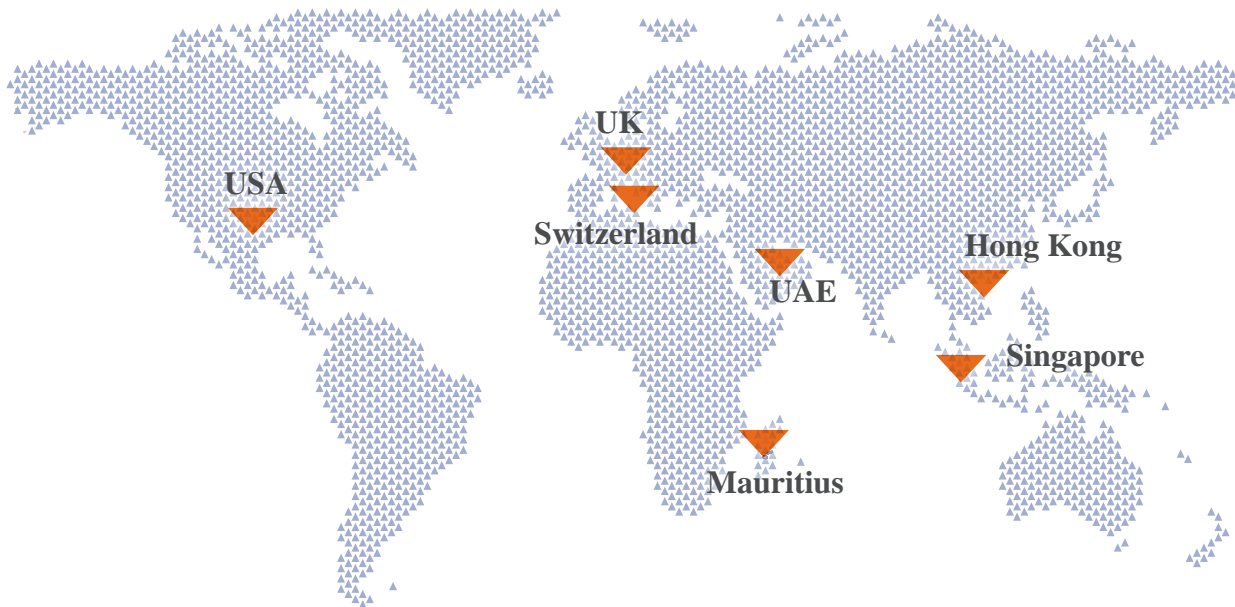 UK
USA
Switzerland
Hong Kong
UAE
Singapore
Mauritius